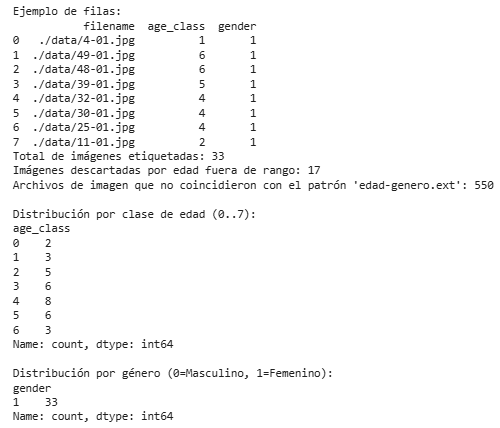 Ejemplo de filas:
filename age_class gender
0 ./data/4-01.jpg 1 1
1 ./data/49-01.jpg 6 1
2 ./data/48-01.jpg 6 1
3 ./data/39-01.jpg 5 1
4 ./data/32-01.jpg 4 1
5 ./data/30-01.jpg 4 1
6 ./data/25-01.jpg 4 1
7 ./data/11-01.jpg 2 1
Total de imágenes etiquetadas: 33
Imágenes descartadas por edad fuera de rango: 17
Archivos de imagen que no coincidieron con el patrón 'edad-genero.ext': 550
Distribución por clase de edad (0..7):
age_class
0 2
1 3
2 5
3 6
4 8
5 6
6 3
Name: count, dtype: int64
Distribución por género (0=Masculino, 1=Femenino):
gender
1 33
Name: count, dtype: int64